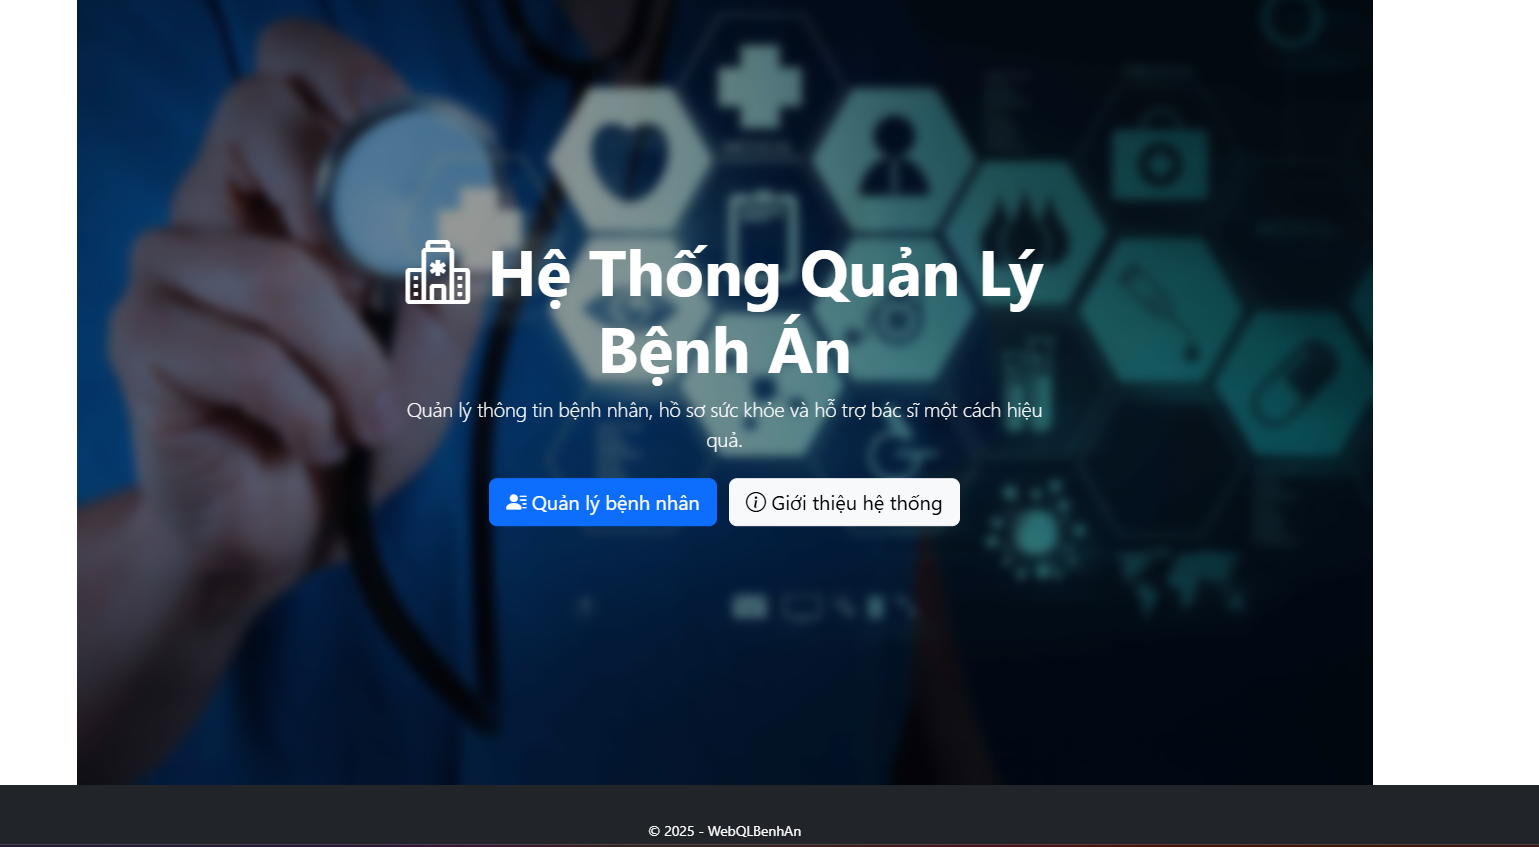 Hệ Thống Quản Lý
Bệnh Án
Quản lý thông tin bệnh nhân, hồ sơ sức khỏe và hỗ trợ bác sĩ một cách hiệu
quả.
Quản lý bệnh nhân
Giới thiệu hệ thống
© 2025 - WebQLBenhAn